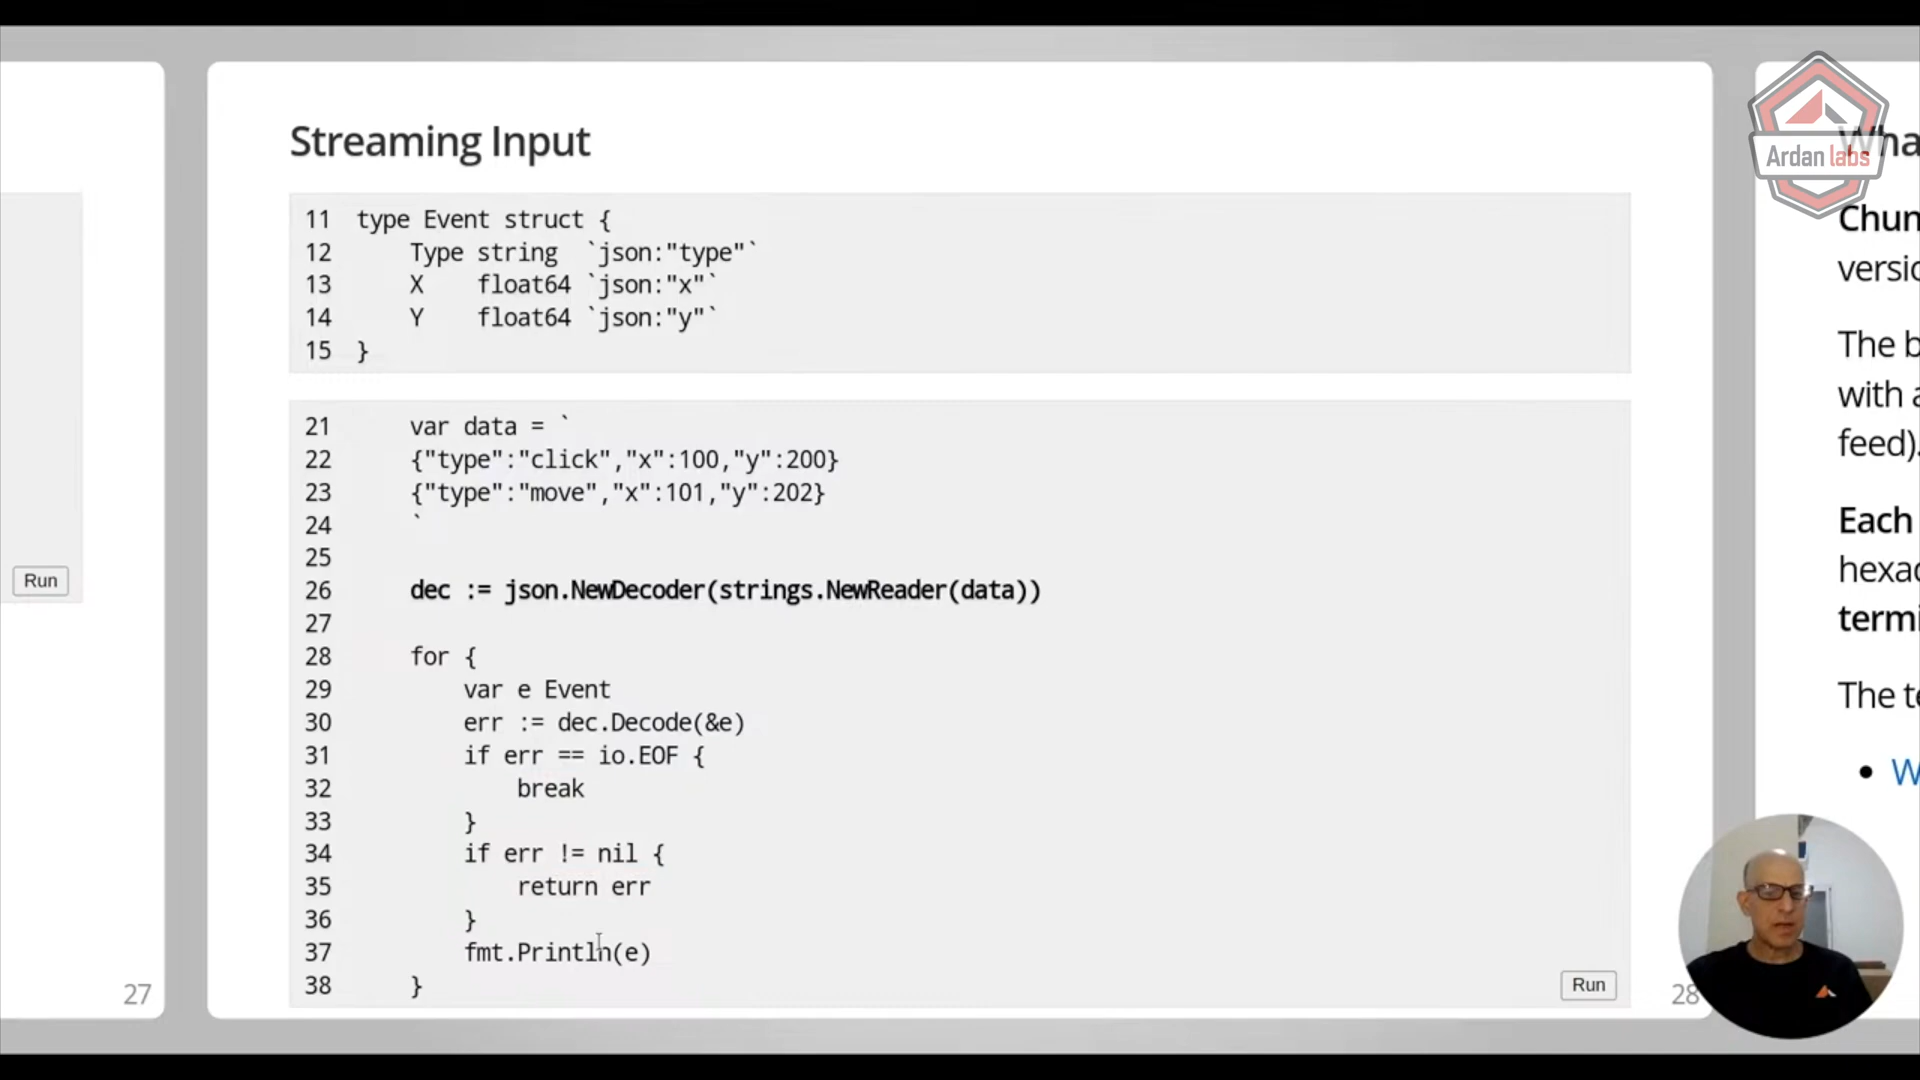 Streaming Input
11 type Event struct {
12     Type string  `json:"type"`
13     X    float64 `json:"x"`
14     Y    float64 `json:"y"`
15 }
21     var data = `
22     {"type":"click","x":100,"y":200}
23     {"type":"move","x":101,"y":202}
24     `
25
26     dec := json.NewDecoder(strings.NewReader(data))
27
28     for {
29         var e Event
30         err := dec.Decode(&e)
31         if err == io.EOF {
32             break
33         }
34         if err != nil {
35             return err
36         }
37         fmt.Println(e)
38     }
Run
28
Run
27
Ardan labs
Chun
versio
The b
with a
feed).
Each
hexad
termi
The te
W